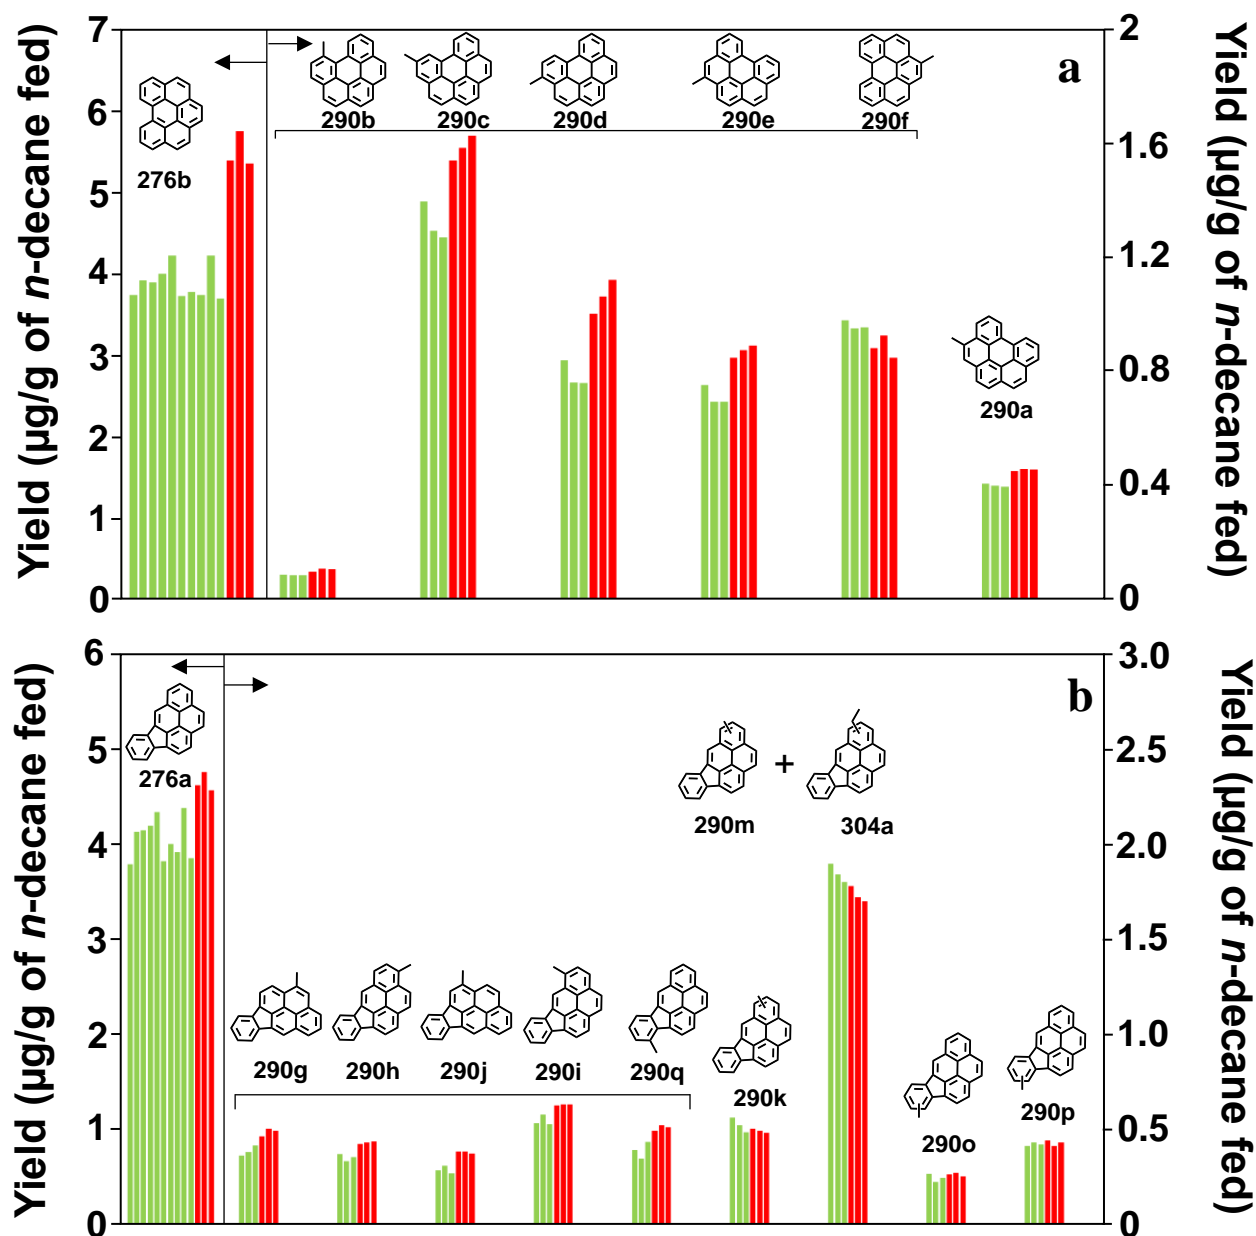 a
Yield (µg/g of n-decane fed)
7
6
5
4
3
2
1
0
276b
290b
290c
290d
290e
290f
290a
2
1.6
1.2
0.8
0.4
0
Yield (µg/g of n-decane fed)
b
Yield (µg/g of n-decane fed)
6
5
4
3
2
1
0
276a
290m
+
304a
290g
290h
290j
290i
290q
290k
290o
290p
3.0
2.5
2.0
1.5
1.0
0.5
0
Yield (µg/g of n-decane fed)